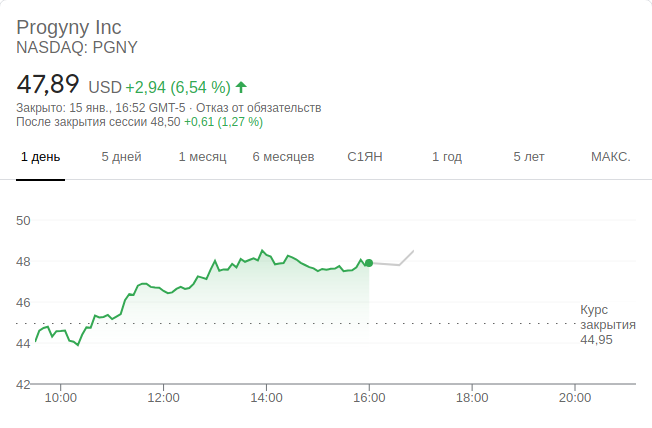 Progyny Inc
NASDAQ: PGNY
47,89 USD +2,94 (6,54 %) ↑
Закрыто: 15 янв., 16:52 GMT-5 · Отказ от обязательств
После закрытия сессии 48,50 +0,61 (1,27 %)
1 день 5 дней 1 месяц 6 месяцев С1ЯН 1 год 5 лет МАКС.
50
48
46
Курс
закрытия
44,95
44
42
10:00 12:00 14:00 16:00 18:00 20:00